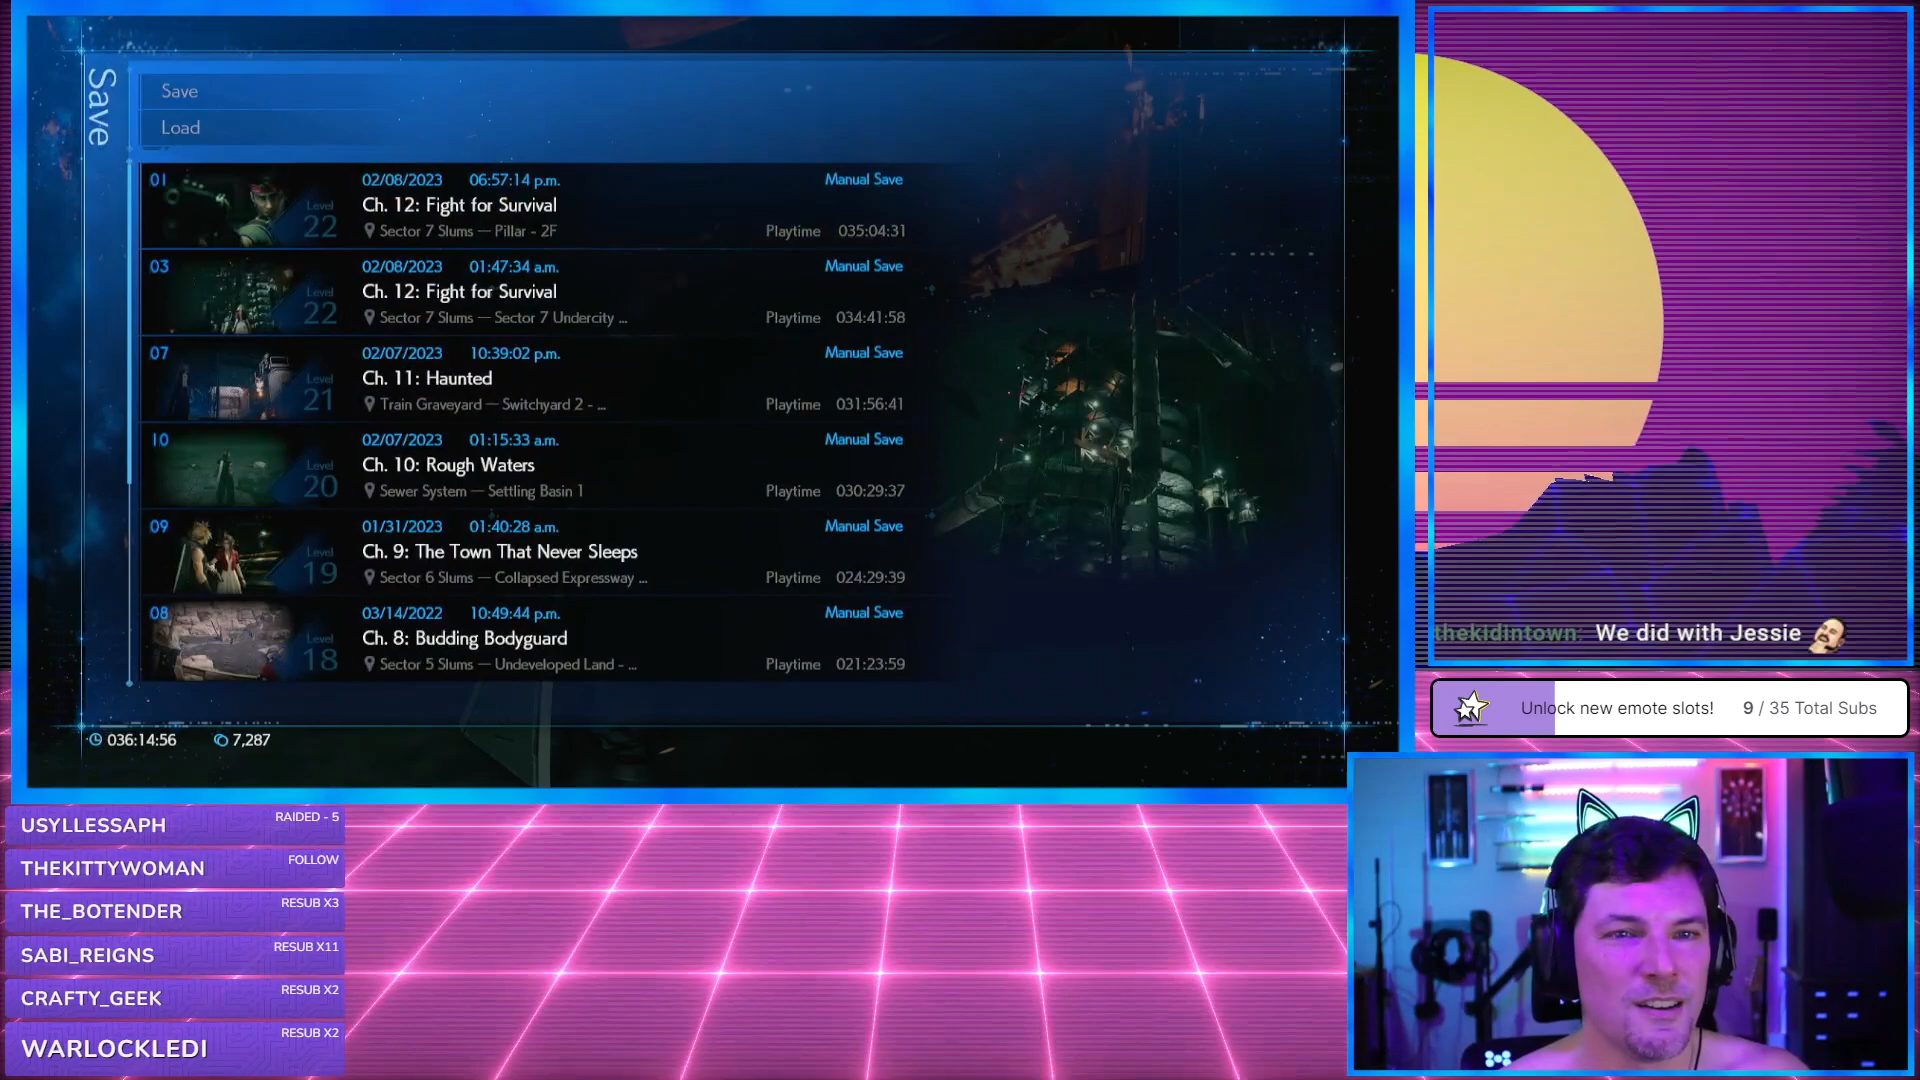 Save
Save
Load
01
Level
22
02/08/2023 06:57:14 p.m.
Manual Save
Ch. 12: Fight for Survival
Sector 7 Slums — Pillar - 2F
Playtime 035:04:31
03
Level
22
02/08/2023 01:47:34 a.m.
Manual Save
Ch. 12: Fight for Survival
Sector 7 Slums — Sector 7 Undercity ...
Playtime 034:41:58
07
Level
21
02/07/2023 10:39:02 p.m.
Manual Save
Ch. 11: Haunted
Train Graveyard — Switchyard 2 - ...
Playtime 031:56:41
10
Level
20
02/07/2023 01:15:33 a.m.
Manual Save
Ch. 10: Rough Waters
Sewer System — Settling Basin 1
Playtime 030:29:37
09
Level
19
01/31/2023 01:40:28 a.m.
Manual Save
Ch. 9: The Town That Never Sleeps
Sector 6 Slums — Collapsed Expressway ...
Playtime 024:29:39
08
Level
18
03/14/2022 10:49:44 p.m.
Manual Save
Ch. 8: Budding Bodyguard
Sector 5 Slums — Undeveloped Land - ...
Playtime 021:23:59
036:14:56 7,287
thekidintown: We did with Jessie
Unlock new emote slots! 9 / 35 Total Subs
USYLLESSAPH RAIDED - 5
THEKITTYWOMAN FOLLOW
THE_BOTENDER RESUB X3
SABI_REIGNS RESUB X11
CRAFTY_GEEK RESUB X2
WARLOCKLEDI RESUB X2